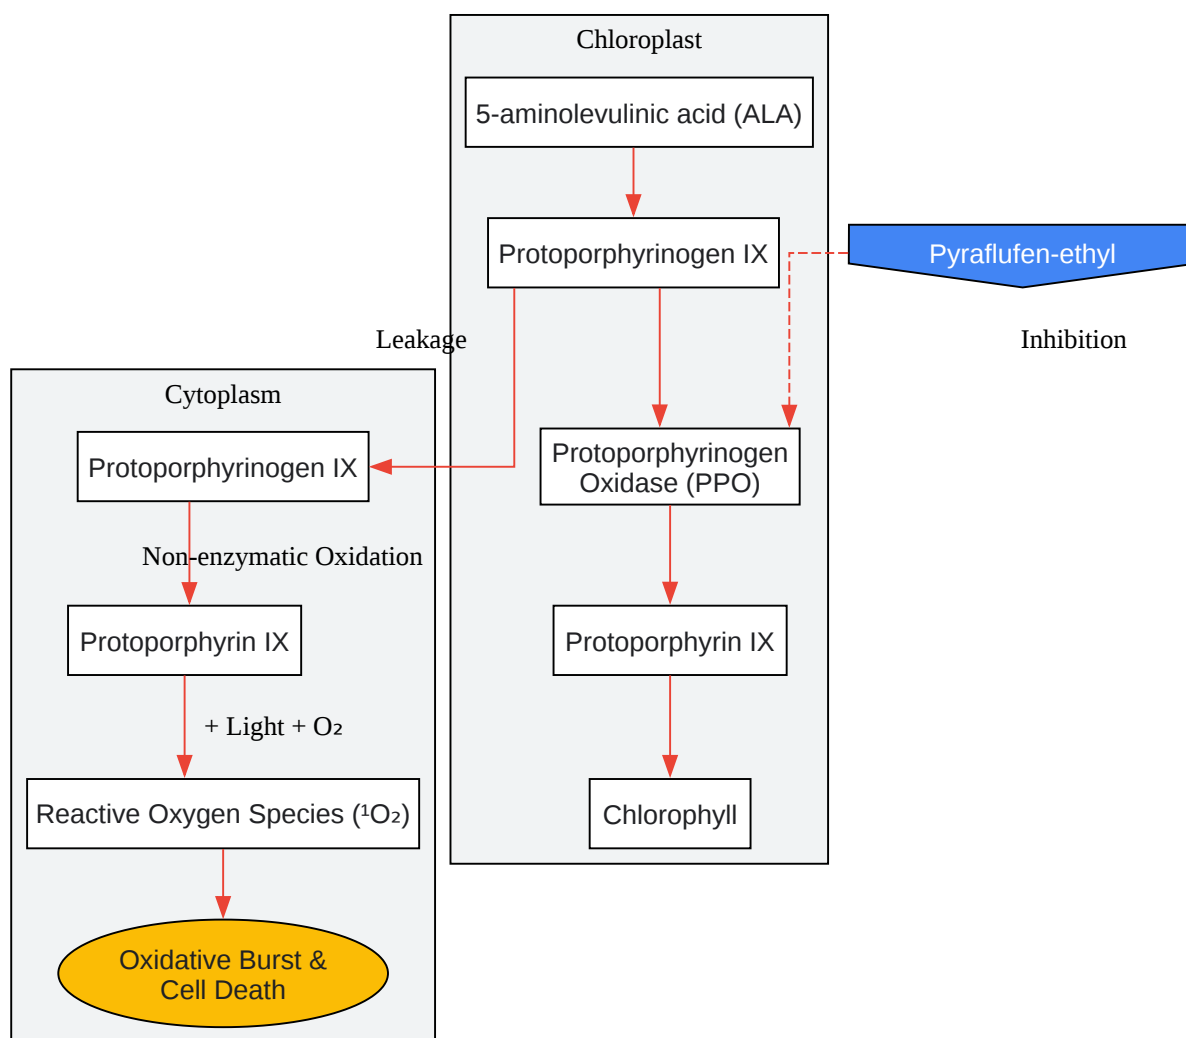 Chloroplast
5-aminolevulinic acid (ALA)
Protoporphyrinogen IX
Pyraflufen-ethyl
Leakage
Inhibition
Cytoplasm
Protoporphyrinogen IX
Protoporphyrinogen
Oxidase (PPO)
Non-enzymatic Oxidation
Protoporphyrin IX
Protoporphyrin IX
+ Light + O₂
Reactive Oxygen Species (¹O₂)
Chlorophyll
Oxidative Burst &
Cell Death